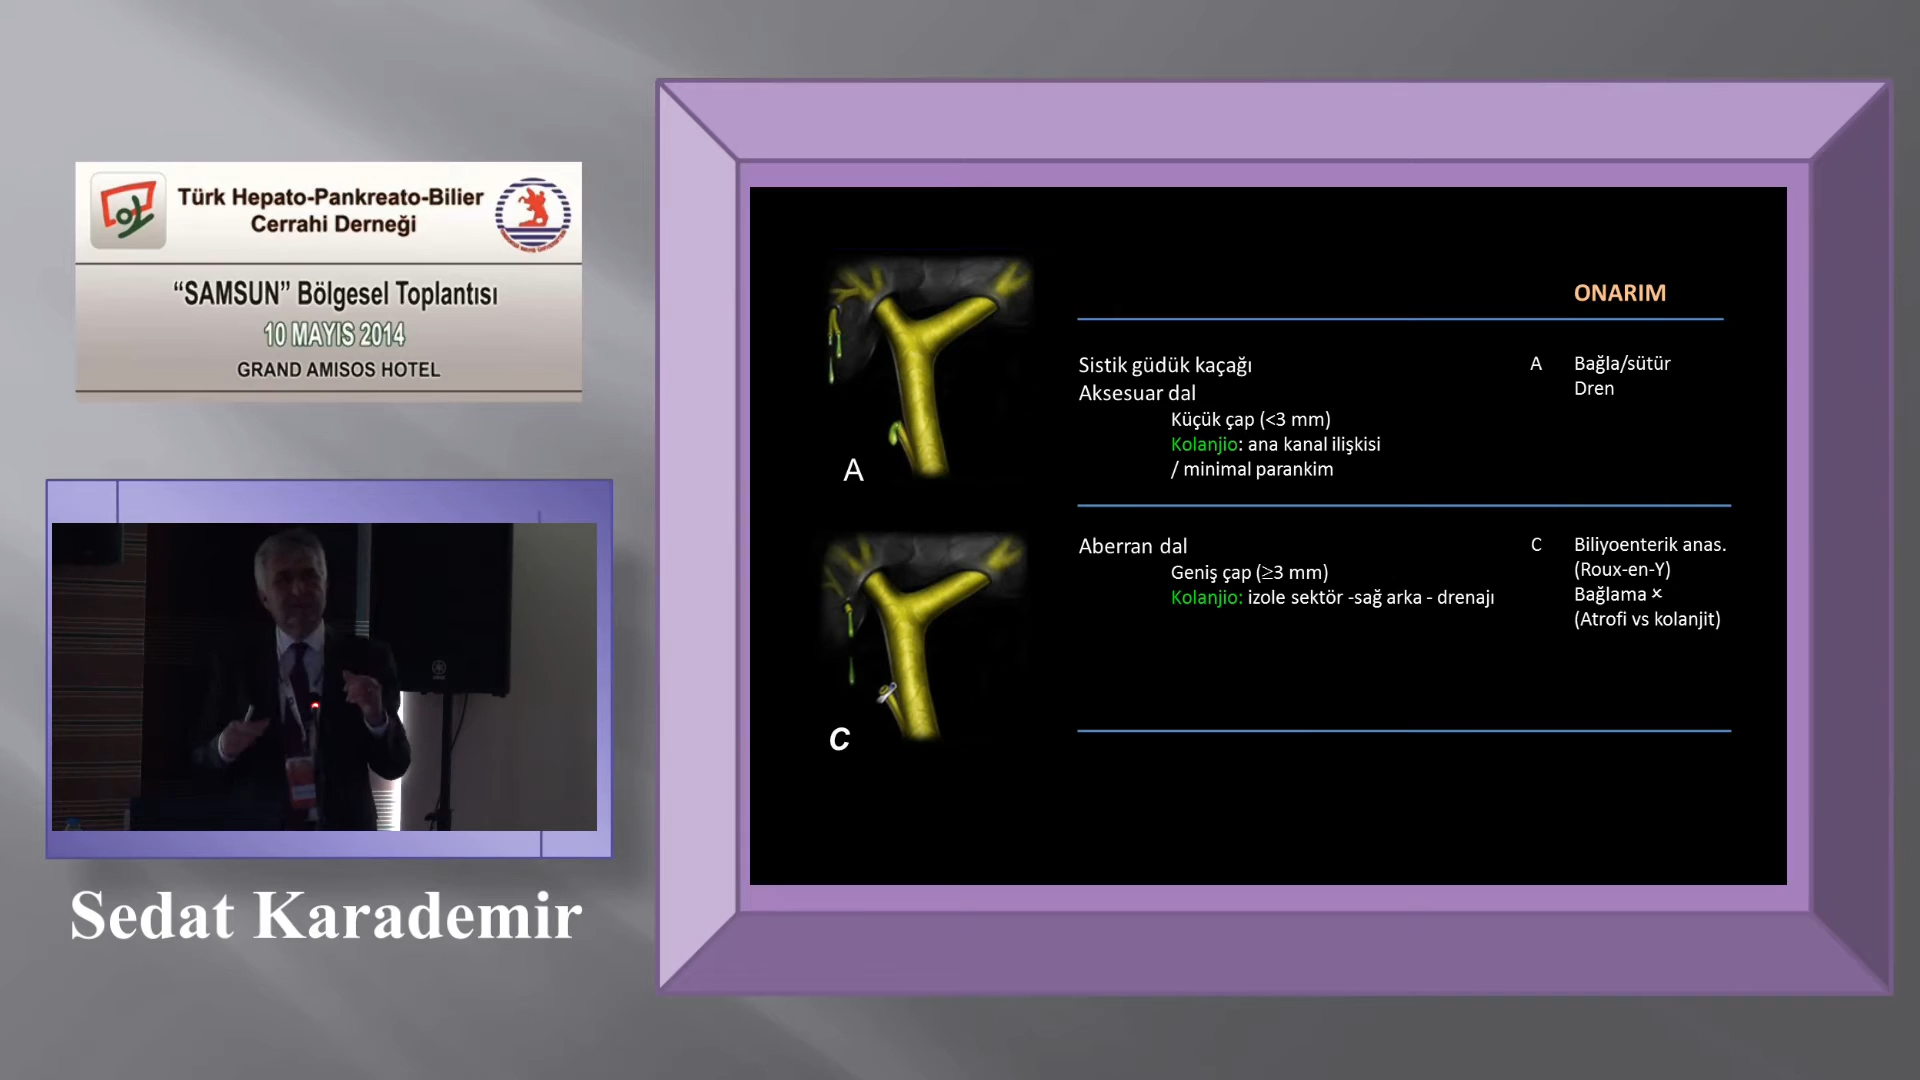 Türk Hepato-Pankreato-Bilier
Cerrahi Derneği
“SAMSUN” Bölgesel Toplantısı
10 MAYIS 2014
GRAND AMISOS HOTEL
Sedat Karademir
ONARIM
Sistik güdük kaçağı
Aksesuar dal
Küçük çap (<3 mm)
Kolanjio: ana kanal ilişkisi
/ minimal parankim
A
Bağla/sütür
Dren
A
Aberran dal
Geniş çap (≥3 mm)
Kolanjio: izole sektör -sağ arka - drenajı
C
Biliyoenterik anas.
(Roux-en-Y)
Bağlama ×
(Atrofi vs kolanjit)
C